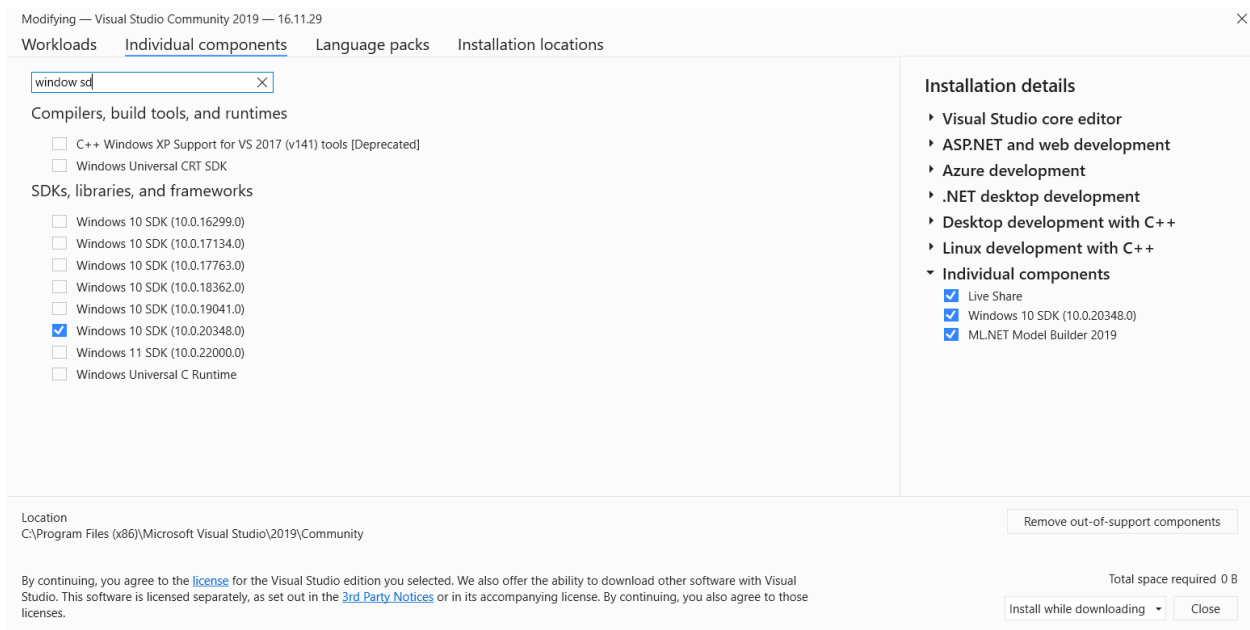 Modifying — Visual Studio Community 2019 — 16.11.29
Workloads Individual components Language packs Installation locations
window sd
Compilers, build tools, and runtimes
C++ Windows XP Support for VS 2017 (v141) tools [Deprecated]
Windows Universal CRT SDK
SDKs, libraries, and frameworks
Windows 10 SDK (10.0.16299.0)
Windows 10 SDK (10.0.17134.0)
Windows 10 SDK (10.0.17763.0)
Windows 10 SDK (10.0.18362.0)
Windows 10 SDK (10.0.19041.0)
Windows 10 SDK (10.0.20348.0)
Windows 11 SDK (10.0.22000.0)
Windows Universal C Runtime
Installation details
Visual Studio core editor
ASP.NET and web development
Azure development
.NET desktop development
Desktop development with C++
Linux development with C++
Individual components
Live Share
Windows 10 SDK (10.0.20348.0)
ML.NET Model Builder 2019
Location
C:\Program Files (x86)\Microsoft Visual Studio\2019\Community
Remove out-of-support components
By continuing, you agree to the license for the Visual Studio edition you selected. We also offer the ability to download other software with Visual
Studio. This software is licensed separately, as set out in the 3rd Party Notices or in its accompanying license. By continuing, you also agree to those
licenses.
Total space required 0 B
Install while downloading
Close